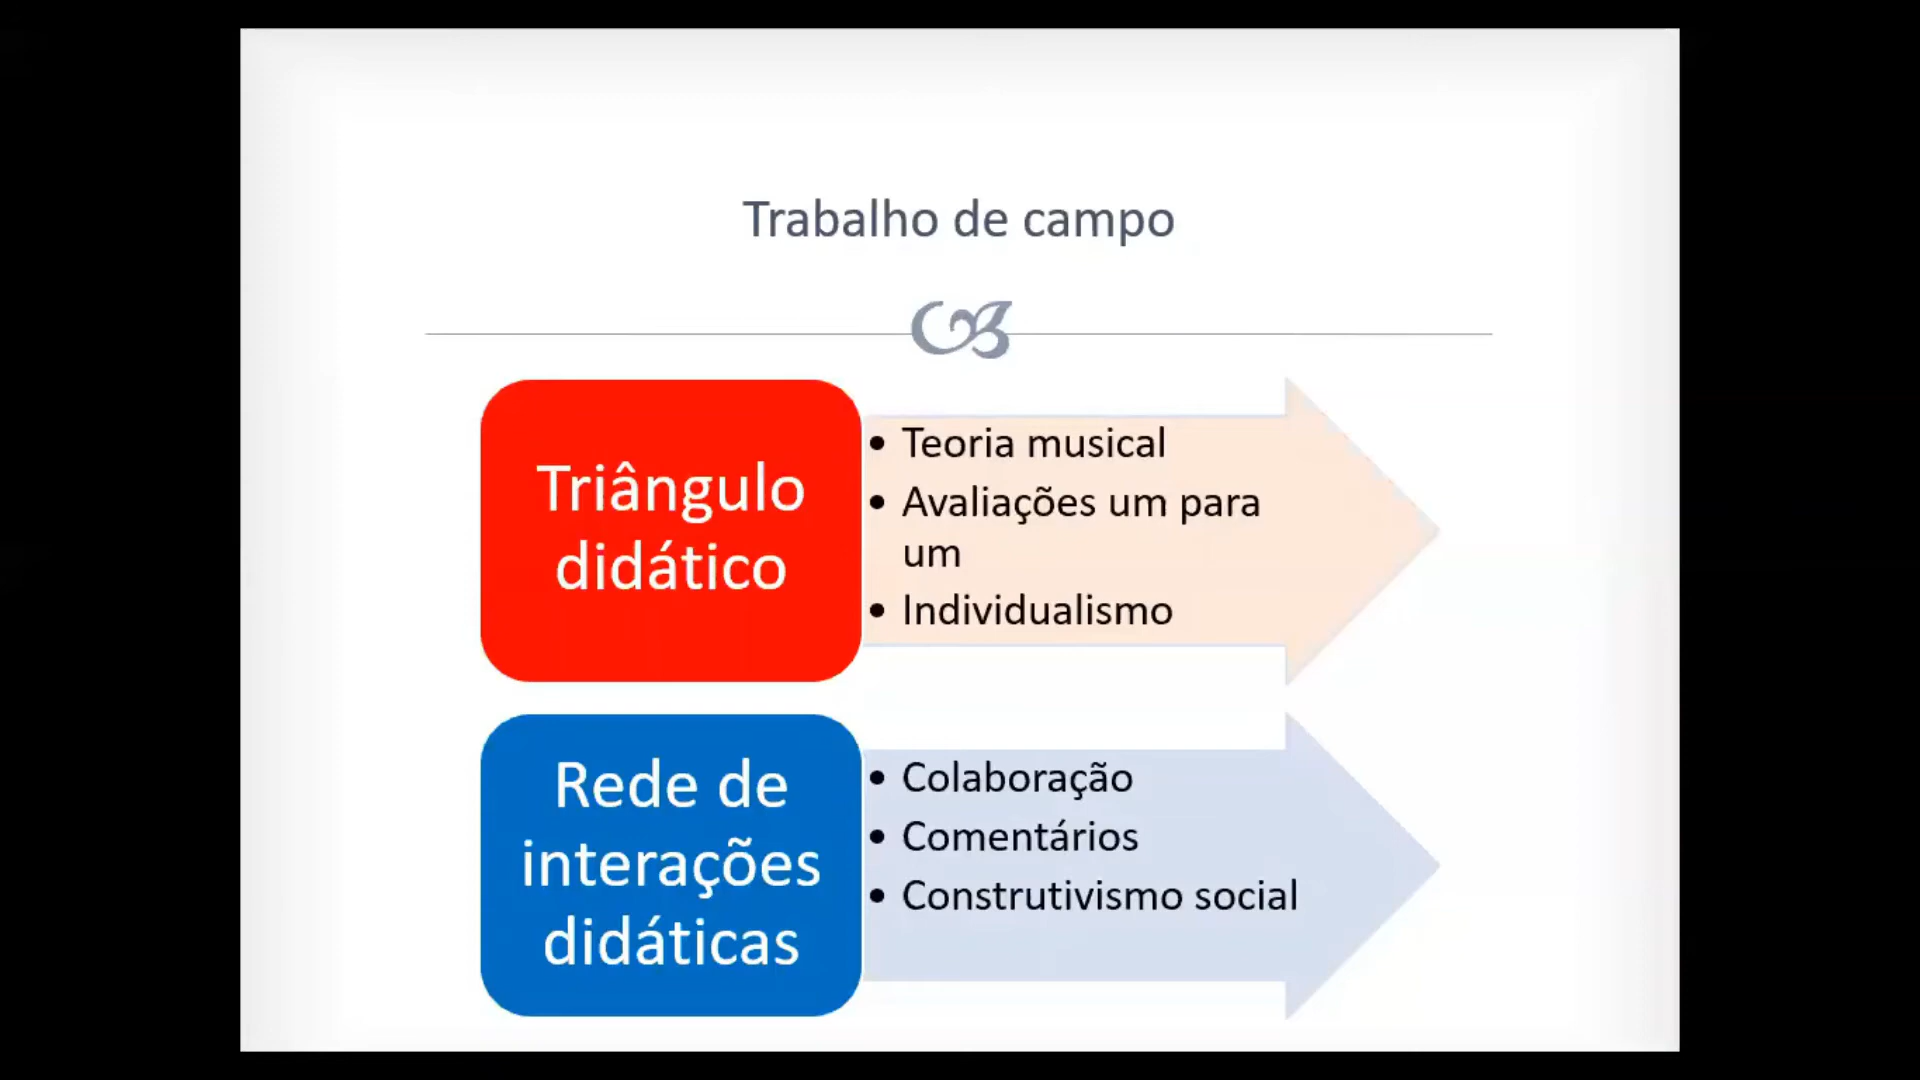 Trabalho de campo
Triângulo
didático
• Teoria musical
• Avaliações um para
um
• Individualismo
Rede de
interações
didáticas
• Colaboração
• Comentários
• Construtivismo social